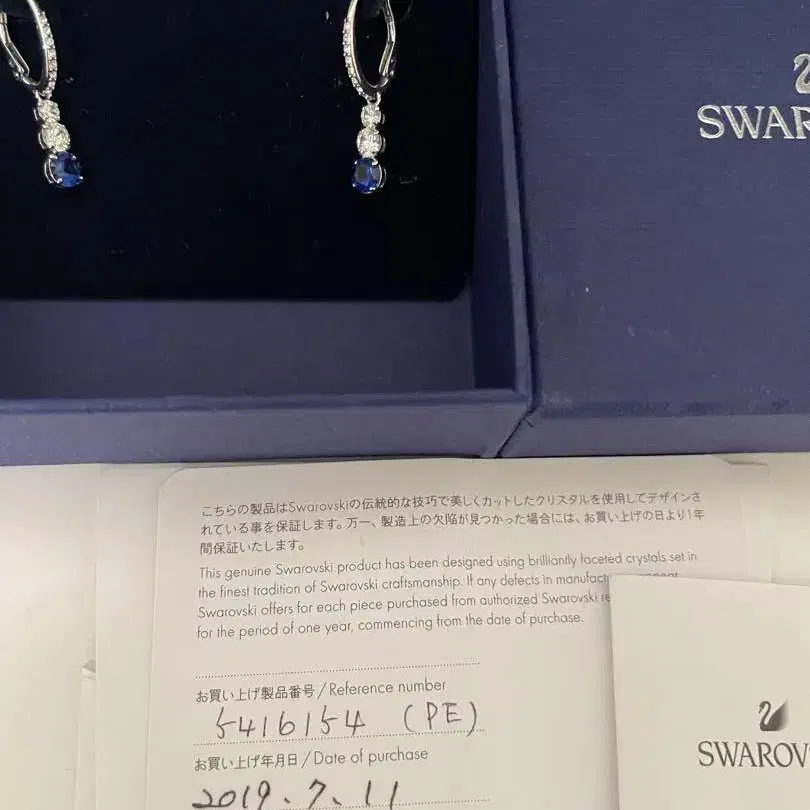 SWAR
こちらの製品はSwarovskiの伝統的な技巧で美しくカットしたクリスタルを使用してデザインさ
れている事を保証します。万一、製造上の欠陥が見つかった場合には、お買い上げの日より1年
間保証いたします。
This genuine Swarovski product has been designed using brilliantly faceted crystals set in
the finest tradition of Swarovski craftsmanship. If any defects in manufactu
Swarovski offers for each piece purchased from authorized Swarovski re
for the period of one year, commencing from the date of purchase.
お買い上げ製品番号/Reference number
5416154 (PE)
お買い上げ年月日/Date of purchase
2019.7.11
SWAROV